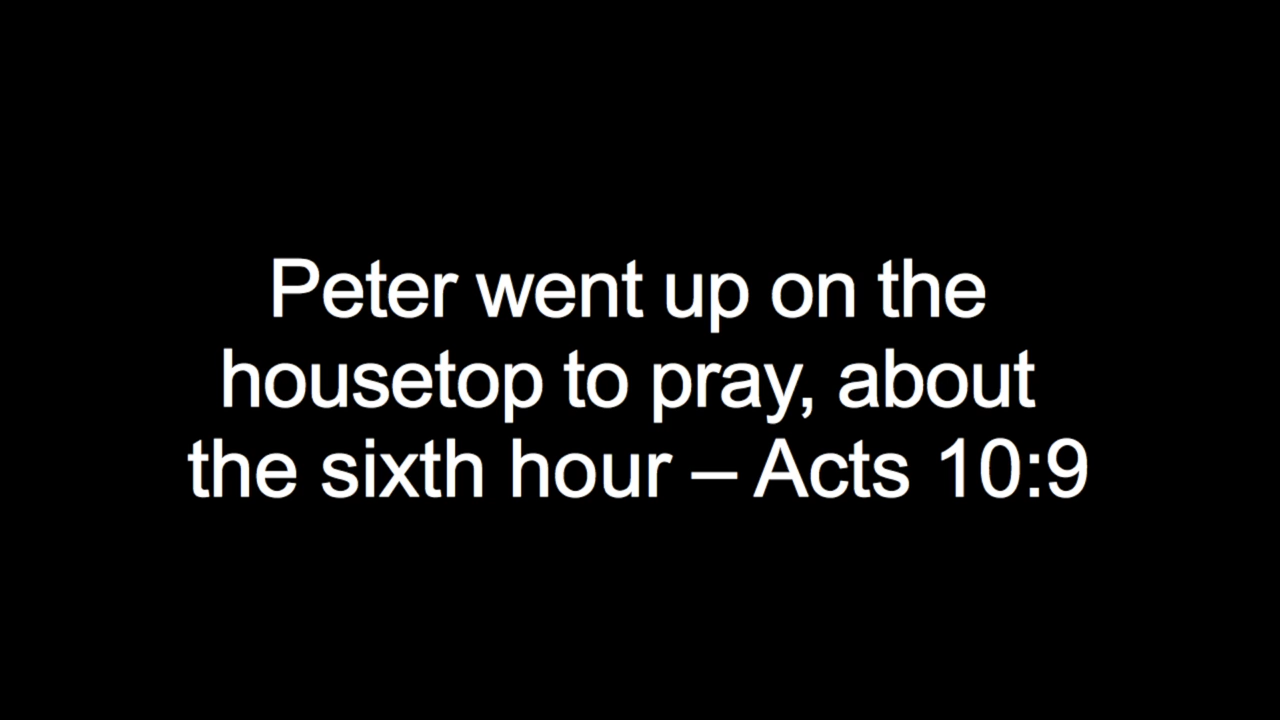 Peter went up on the
housetop to pray, about
the sixth hour – Acts 10:9